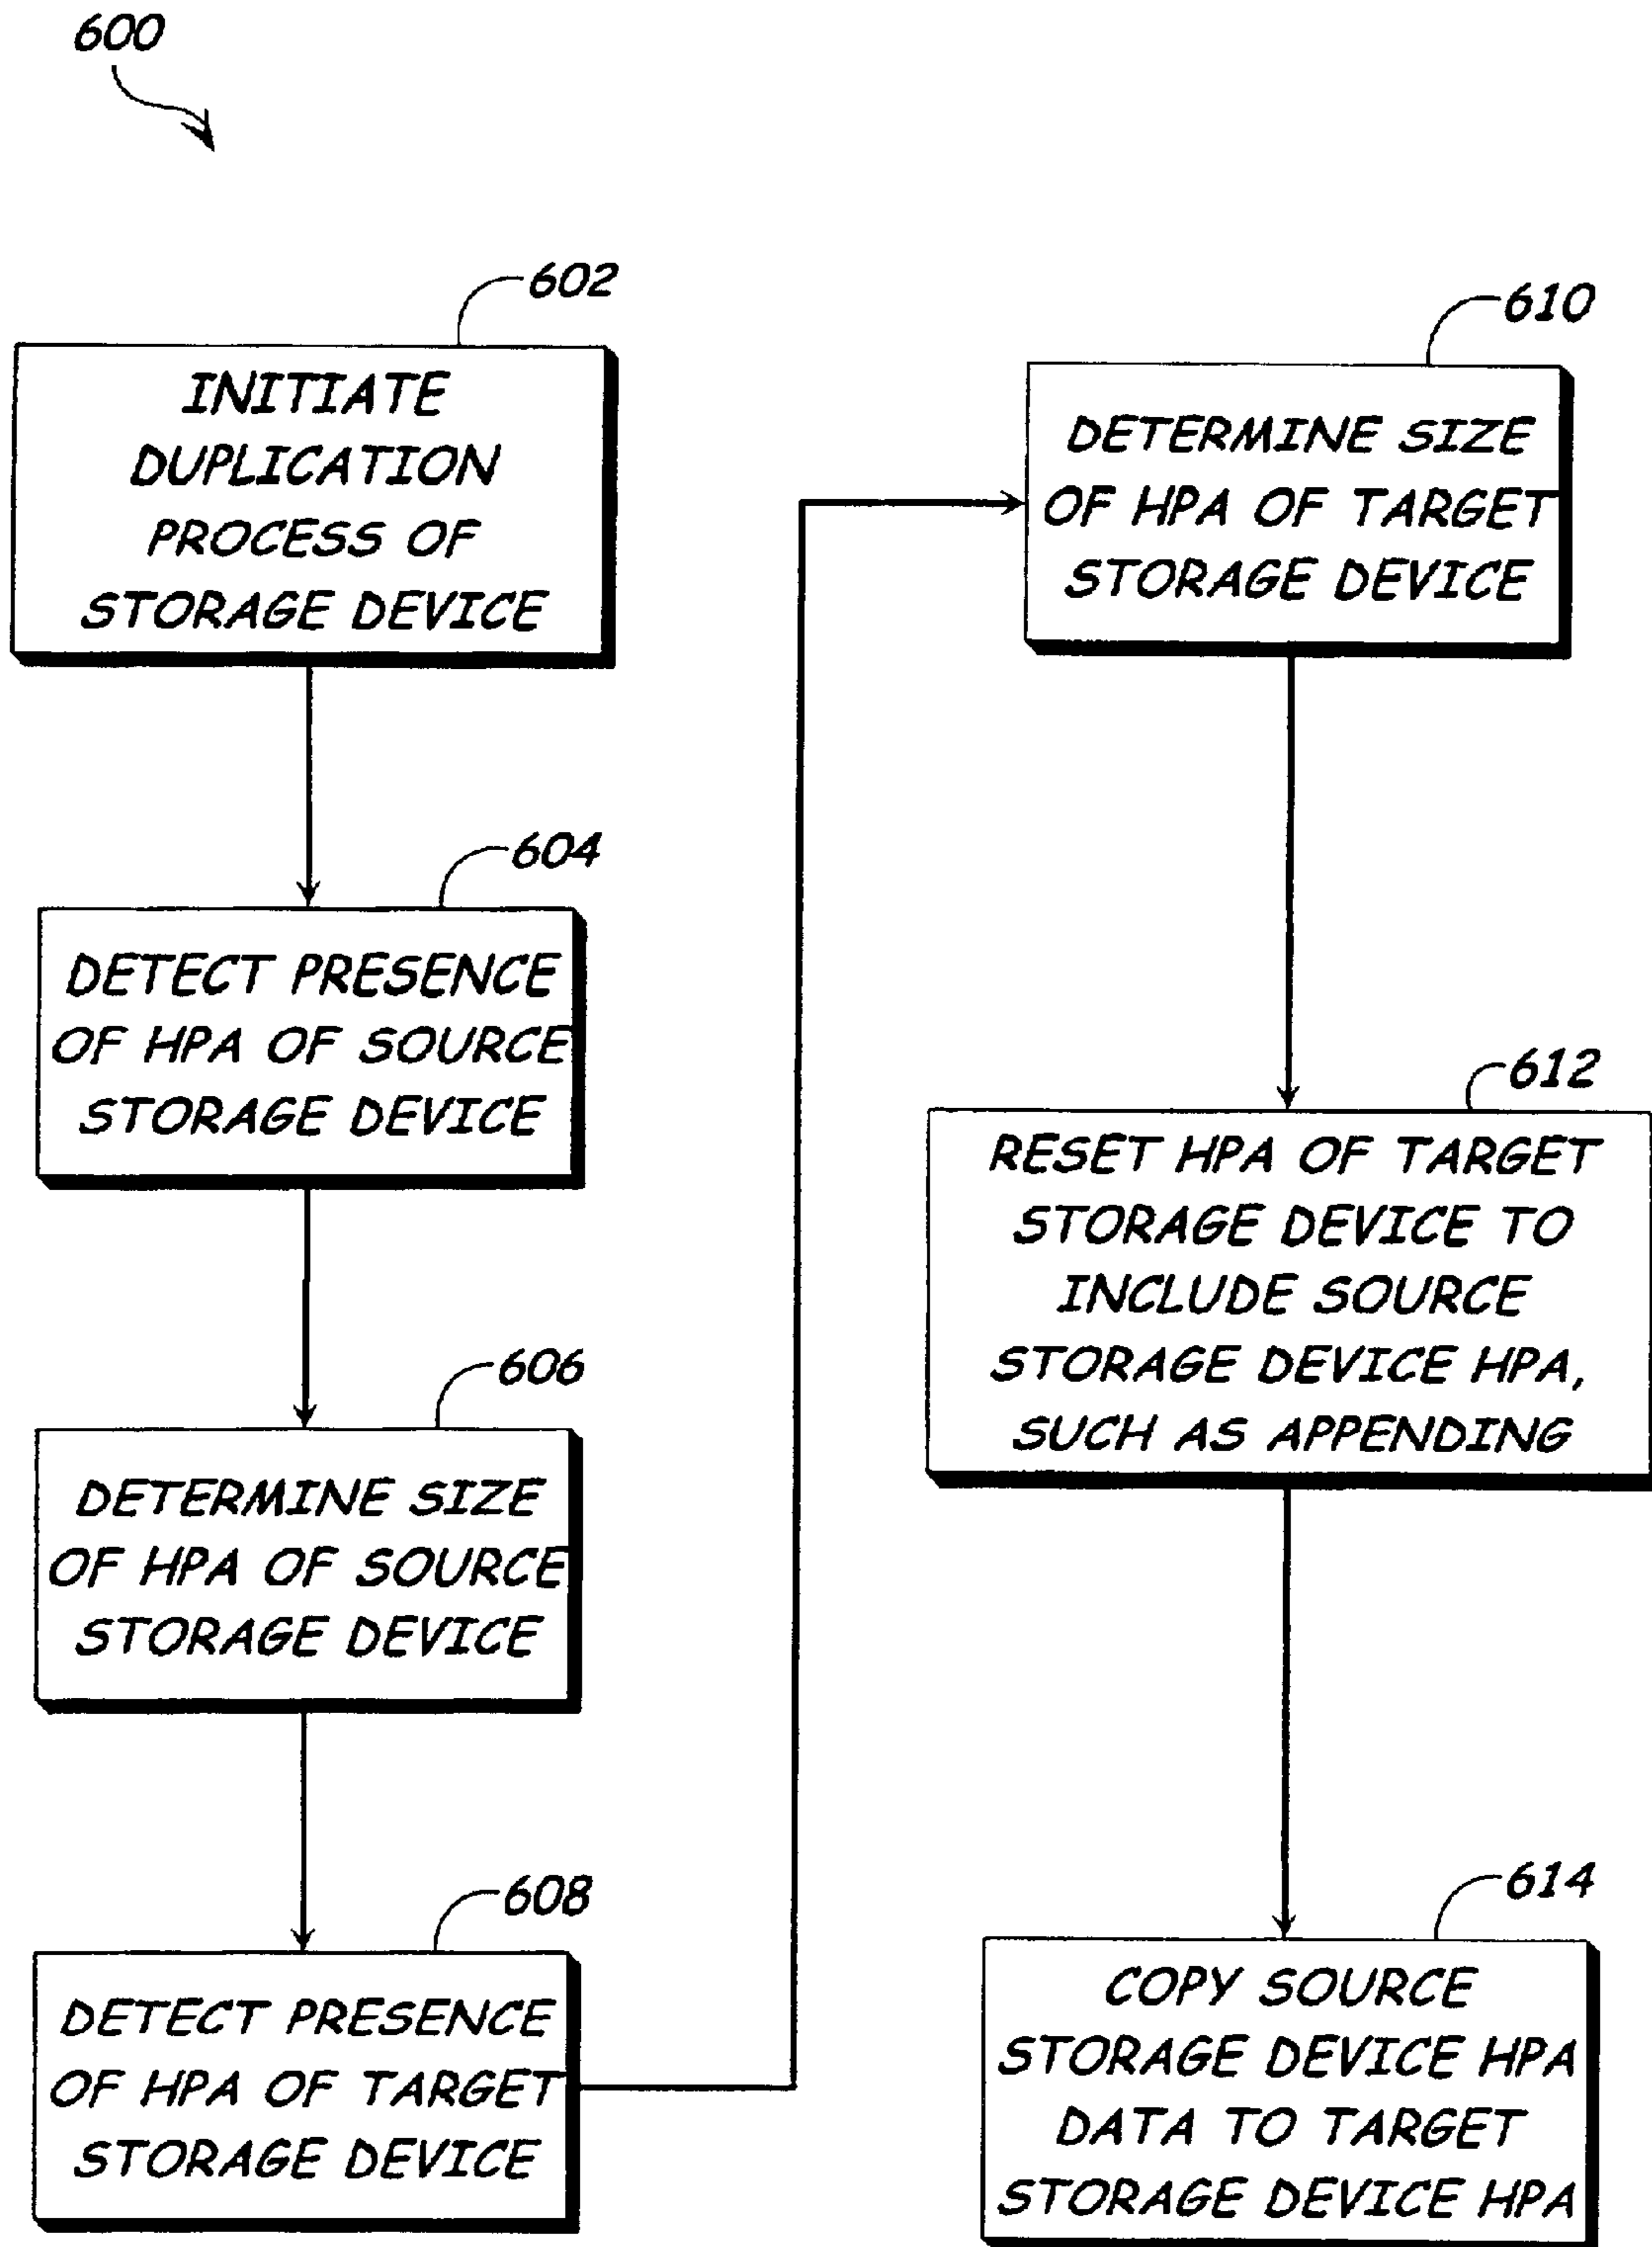 600
602
INITIATE
DUPLICATION
PROCESS OF
STORAGE DEVICE
604
DETECT PRESENCE
OF HPA OF SOURCE
STORAGE DEVICE
606
DETERMINE SIZE
OF HPA OF SOURCE
STORAGE DEVICE
608
DETECT PRESENCE
OF HPA OF TARGET
STORAGE DEVICE
610
DETERMINE SIZE
OF HPA OF TARGET
STORAGE DEVICE
612
RESET HPA OF TARGET
STORAGE DEVICE TO
INCLUDE SOURCE
STORAGE DEVICE HPA,
SUCH AS APPENDING
614
COPY SOURCE
STORAGE DEVICE HPA
DATA TO TARGET
STORAGE DEVICE HPA